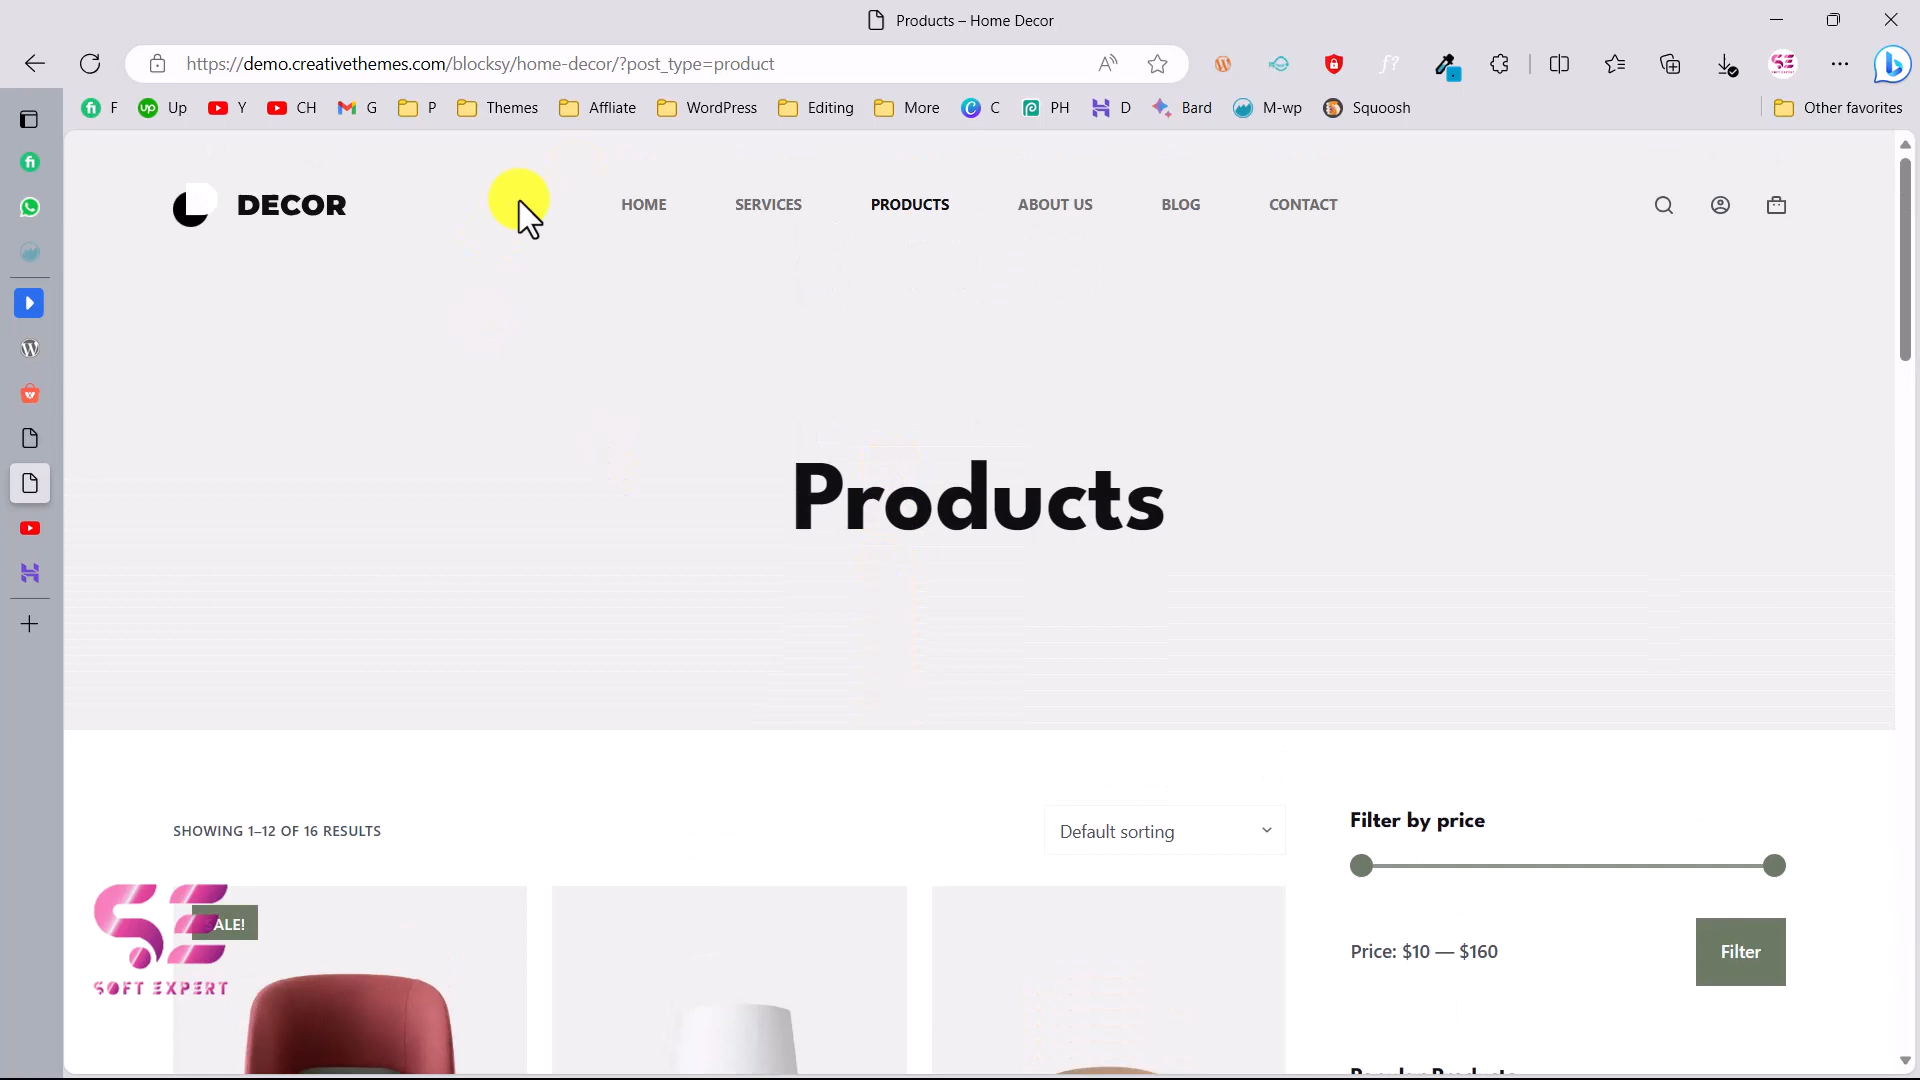 Products – Home Decor
https://demo.creativethemes.com/blocksy/home-decor/?post_type=product
F Up Y CH G P Themes Affliate WordPress Editing More C PH D Bard M-wp Squoosh Other favorites
DECOR HOME SERVICES PRODUCTS ABOUT US BLOG CONTACT
Products
SHOWING 1–12 OF 16 RESULTS
Default sorting
Filter by price
Price: $10 — $160
Filter
ALE!
SE
SOFT EXPERT